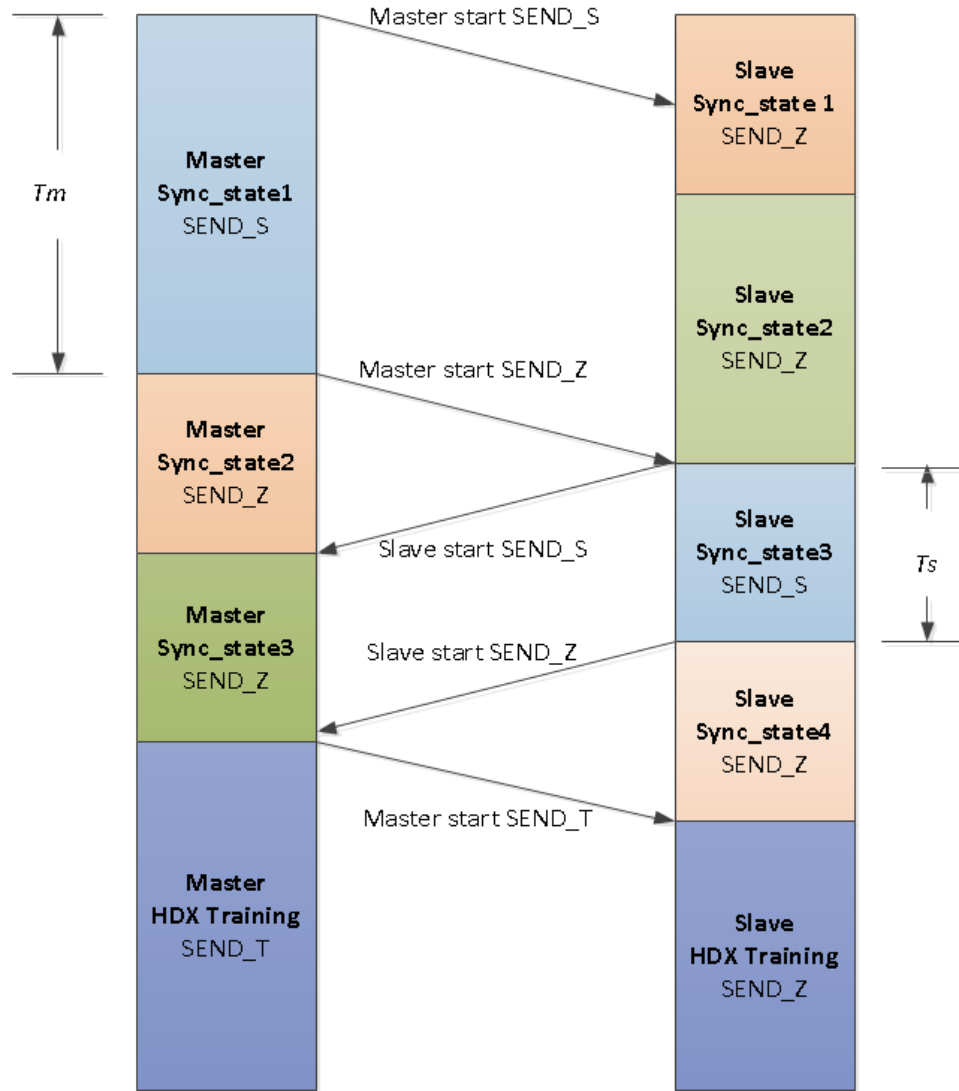 Master start SEND_S
Slave
Sync_state 1
SEND_Z
Master
Sync_state1
SEND_S
Tm
Slave
Sync_state2
SEND_Z
Master start SEND_Z
Master
Sync_state2
SEND_Z
Slave start SEND_S
Slave
Sync_state3
SEND_S
Ts
Master
Sync_state3
SEND_Z
Slave start SEND_Z
Slave
Sync_state4
SEND_Z
Master start SEND_T
Master
HDX Training
SEND_T
Slave
HDX Training
SEND_Z